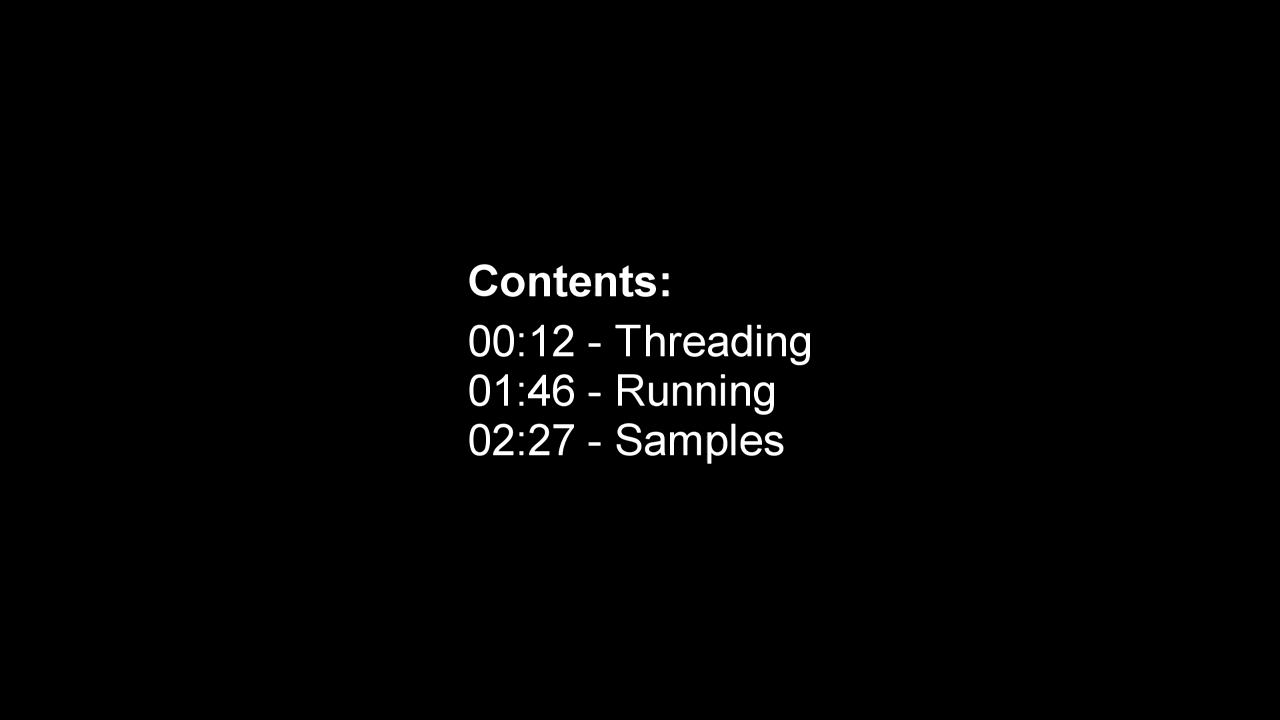 Contents:
00:12 - Threading
01:46 - Running
02:27 - Samples